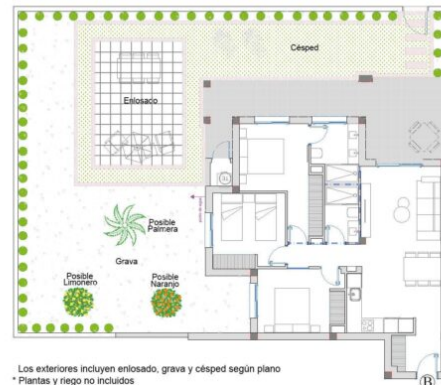 Césped
Enlosaco
Posible
Palmera
Grava
Posible
Limonero
Posible
Naranjo
Los exteriores incluyen enlosado, grava y césped según plano
* Plantas y riego no incluidos
B